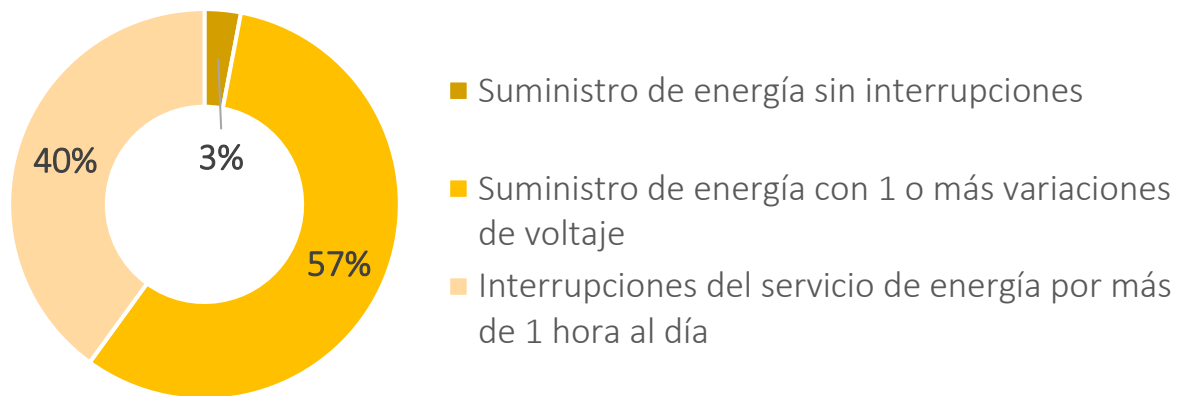 Suministro de energía sin interrupciones
40%
3%
Suministro de energía con 1 o más variaciones
de voltaje
57%
Interrupciones del servicio de energía por más
de 1 hora al día